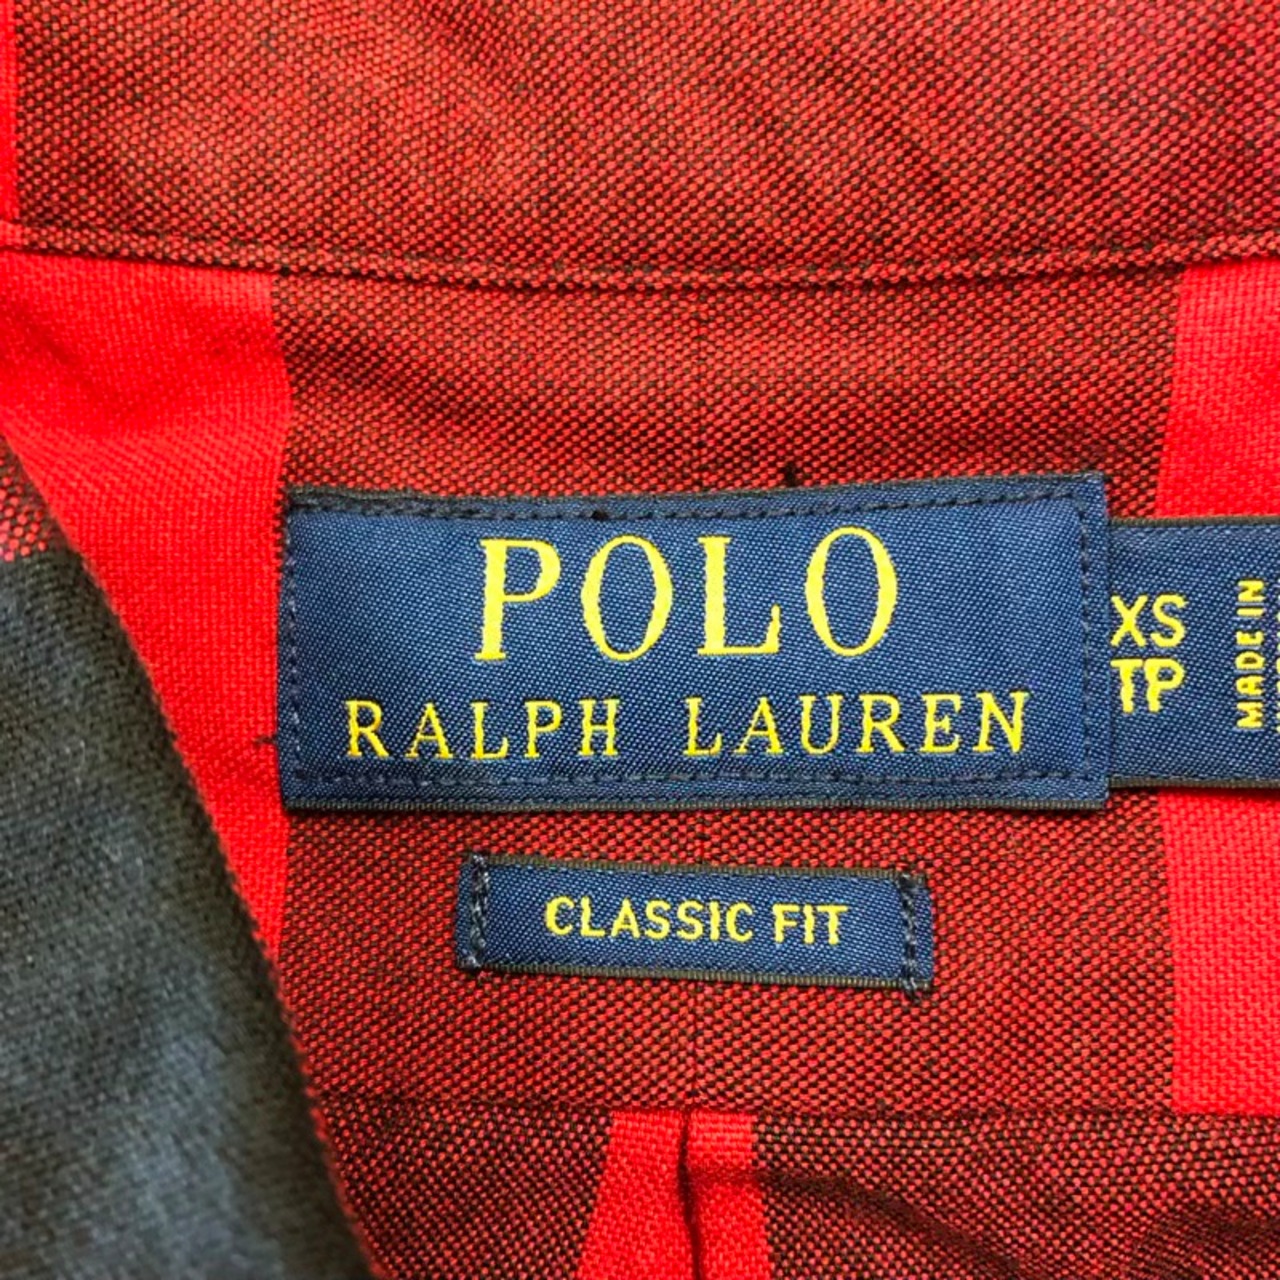 POLO
RALPH LAUREN
XS
TP
MADE IN
CLASSIC FIT